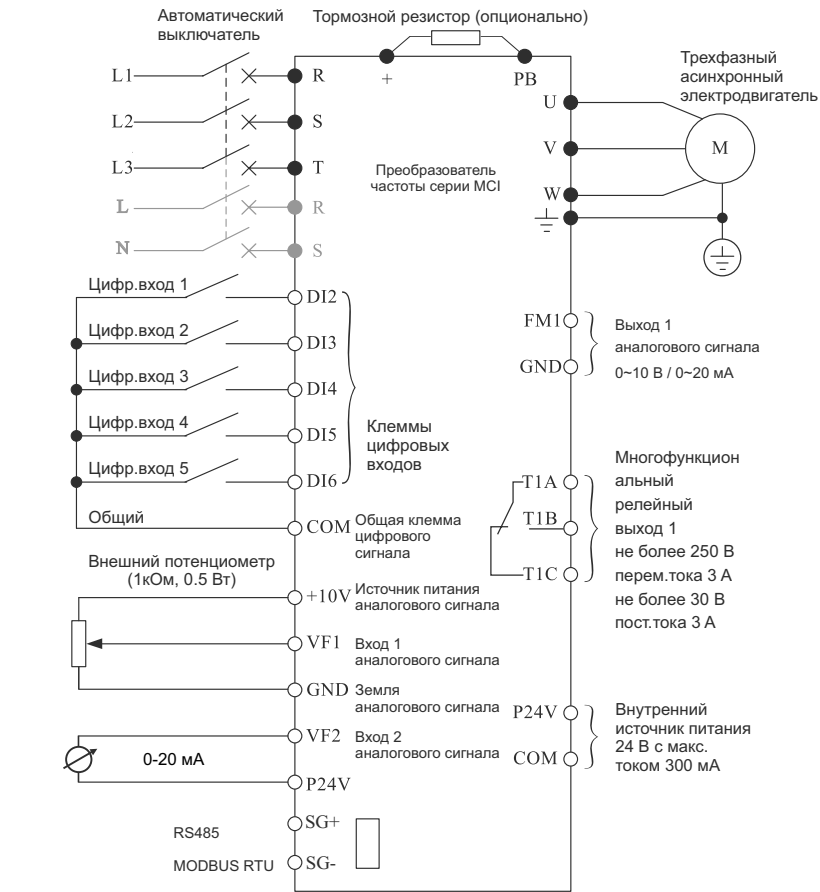 Автоматический
выключатель
Тормозной резистор (опционально)
+
PB
Трехфазный
асинхронный
электродвигатель
L1
R
U
L2
S
V
M
L3
T
W
Преобразователь
частоты серии MCI
L
R
N
S
Цифр.вход 1
DI2
Цифр.вход 2
DI3
Цифр.вход 3
DI4
Цифр.вход 4
DI5
Цифр.вход 5
DI6
Клеммы
цифровых
входов
Общий
COM
Общая клемма
цифрового
сигнала
FM1
GND
Выход 1
аналогового сигнала
0~10 В / 0~20 мА
T1A
T1B
T1C
Многофункцион
альный
релейный
выход 1
не более 250 В
перем.тока 3 А
не более 30 В
пост.тока 3 А
Внешний потенциометр
(1кОм, 0.5 Вт)
+10V
Источник питания
аналогового сигнала
VF1
Вход 1
аналогового сигнала
GND
Земля
аналогового сигнала
VF2
Вход 2
аналогового сигнала
0-20 мА
P24V
P24V
COM
Внутренний
источник питания
24 В с макс.
током 300 мА
RS485
SG+
MODBUS RTU
SG-